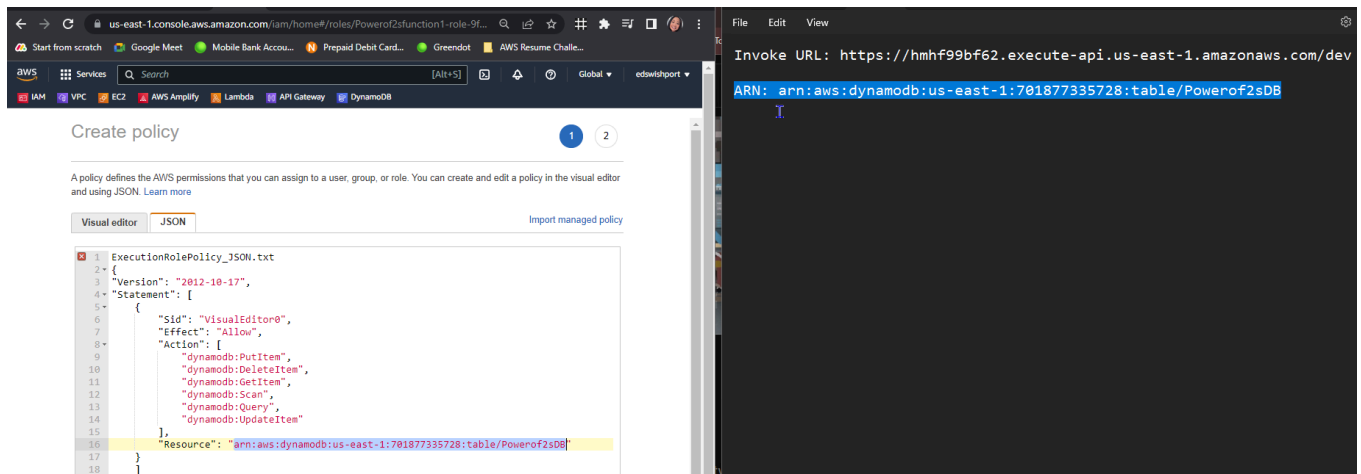 us-east-1.console.aws.amazon.com/iam/home#/roles/Powerof2sfunction1-role-9f...
Start from scratch Google Meet Mobile Bank Accou... Prepaid Debit Card... Greendot AWS Resume Challe...
aws Services Search [Alt+S] Global edswishport
IAM VPC EC2 AWS Amplify Lambda API Gateway DynamoDB
Create policy
1 2
A policy defines the AWS permissions that you can assign to a user, group, or role. You can create and edit a policy in the visual editor
and using JSON. Learn more
Visual editor JSON Import managed policy
1 ExecutionRolePolicy_JSON.txt
2 {
3 "Version": "2012-10-17",
4 "Statement": [
5 {
6 "Sid": "VisualEditor0",
7 "Effect": "Allow",
8 "Action": [
9 "dynamodb:PutItem",
10 "dynamodb:DeleteItem",
11 "dynamodb:GetItem",
12 "dynamodb:Scan",
13 "dynamodb:Query",
14 "dynamodb:UpdateItem"
15 ],
16 "Resource": "arn:aws:dynamodb:us-east-1:701877335728:table/Powerof2sDB"
17 }
18 ]
File Edit View
Invoke URL: https://hmhf99bf62.execute-api.us-east-1.amazonaws.com/dev
ARN: arn:aws:dynamodb:us-east-1:701877335728:table/Powerof2sDB